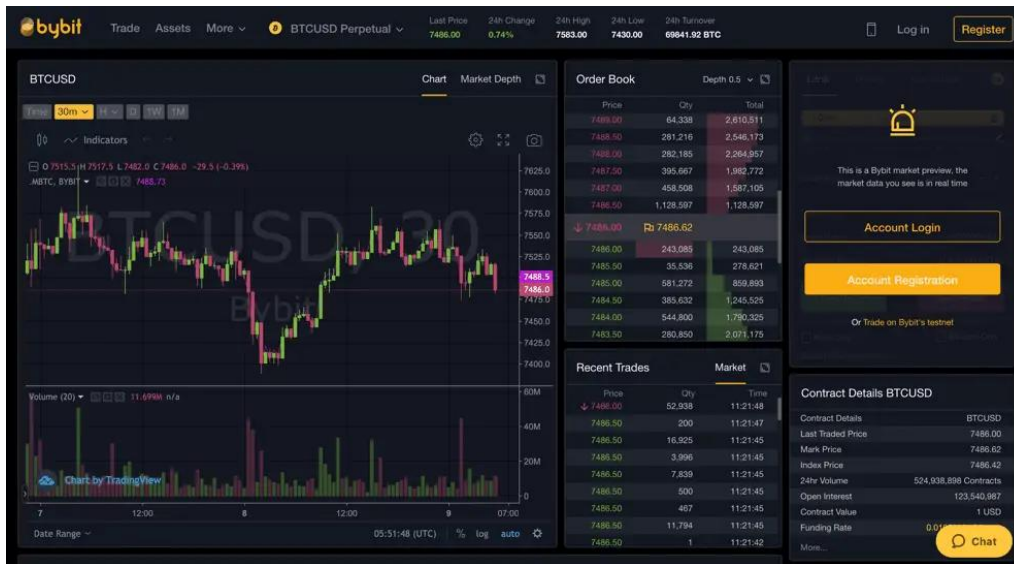 bybit
Trade Assets More BTCUSD Perpetual
Last Price 24h Change 24h High 24h Low 24h Turnover
7486.00 0.74% 7583.00 7430.00 69841.92 BTC
Log in Register
BTCUSD
Chart Market Depth
Time 30m H D 1W 1M
Indicators
O 7515.5 H 7517.5 L 7482.0 C 7486.0 -29.5 (-0.39%)
.MBTC, BYBIT 7488.73
BTCUSD, 30
Bybit
7625.0
7600.0
7575.0
7550.0
7525.0
7488.5
7486.0
7475.0
7450.0
7425.0
7400.0
Volume (20) 11.699M n/a
60M
40M
20M
0
Chart by TradingView
7 12:00 8 12:00 9 07:00
Date Range 05:51:48 (UTC) % log auto
Order Book
Depth 0.5
Price Qty Total
7489.00 64,338 2,610,511
7488.50 281,216 2,546,173
7488.00 282,185 2,264,957
7487.50 395,667 1,982,772
7487.00 458,508 1,587,105
7486.50 1,128,597 1,128,597
7486.00 7486.62
7486.00 243,085 243,085
7485.50 35,536 278,621
7485.00 581,272 859,893
7484.50 385,632 1,245,525
7484.00 544,800 1,790,325
7483.50 280,850 2,071,175
Recent Trades
Market
Price Qty Time
7486.00 52,938 11:21:48
7486.50 200 11:21:47
7486.50 16,925 11:21:45
7486.50 3,996 11:21:45
7486.50 7,839 11:21:45
7486.50 500 11:21:45
7486.50 467 11:21:45
7486.50 11,794 11:21:45
7486.50 1 11:21:42
This is a Bybit market preview, the
market data you see is in real time
Account Login
Account Registration
Or Trade on Bybit's testnet
Contract Details BTCUSD
Contract Details BTCUSD
Last Traded Price 7486.00
Mark Price 7486.62
Index Price 7486.42
24hr Volume 524,938,898 Contracts
Open Interest 123,540,987
Contract Value 1 USD
Funding Rate
More...
Chat